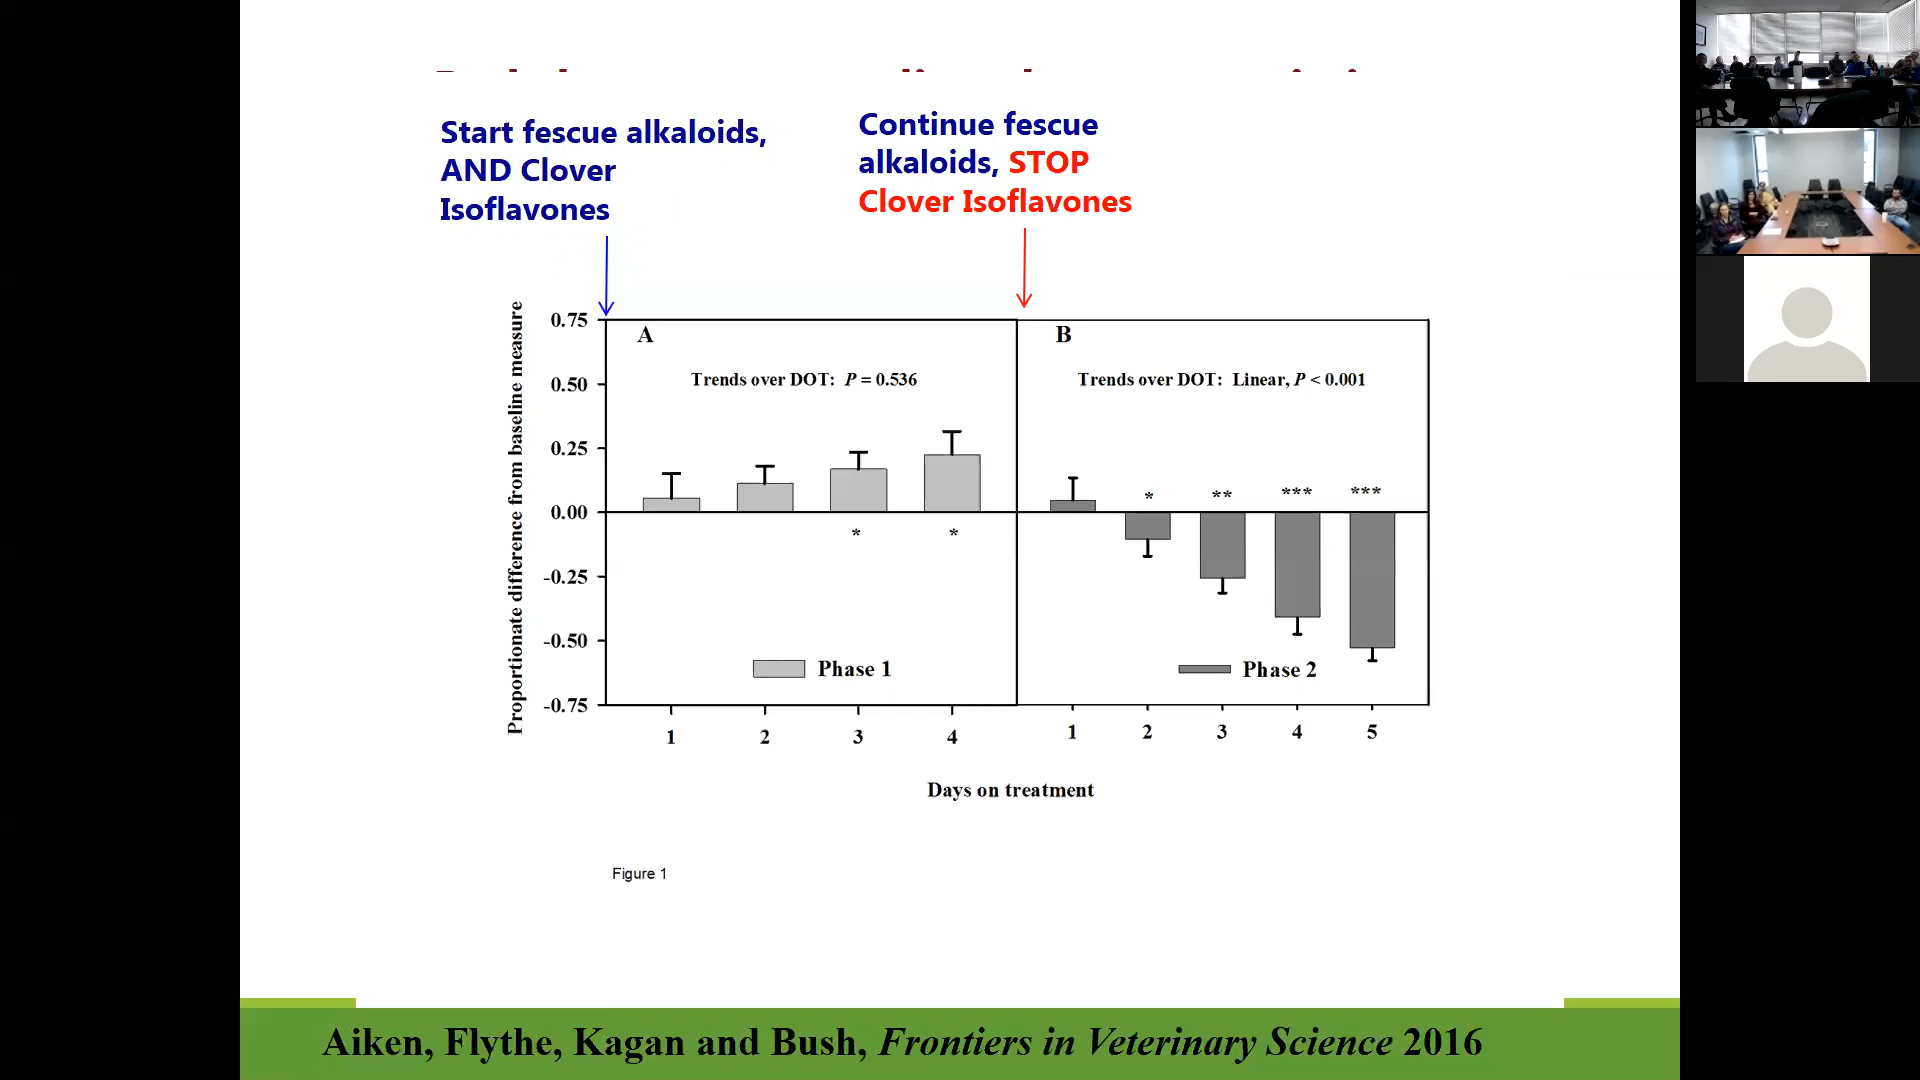 Start fescue alkaloids,
AND Clover
Isoflavones
Continue fescue
alkaloids, STOP
Clover Isoflavones
Proportionate difference from baseline measure
0.75
0.50
0.25
0.00
-0.25
-0.50
-0.75
A
Trends over DOT: P = 0.536
* *
Phase 1
1 2 3 4
B
Trends over DOT: Linear, P < 0.001
* ** *** ***
Phase 2
1 2 3 4 5
Days on treatment
Figure 1
Aiken, Flythe, Kagan and Bush, Frontiers in Veterinary Science 2016